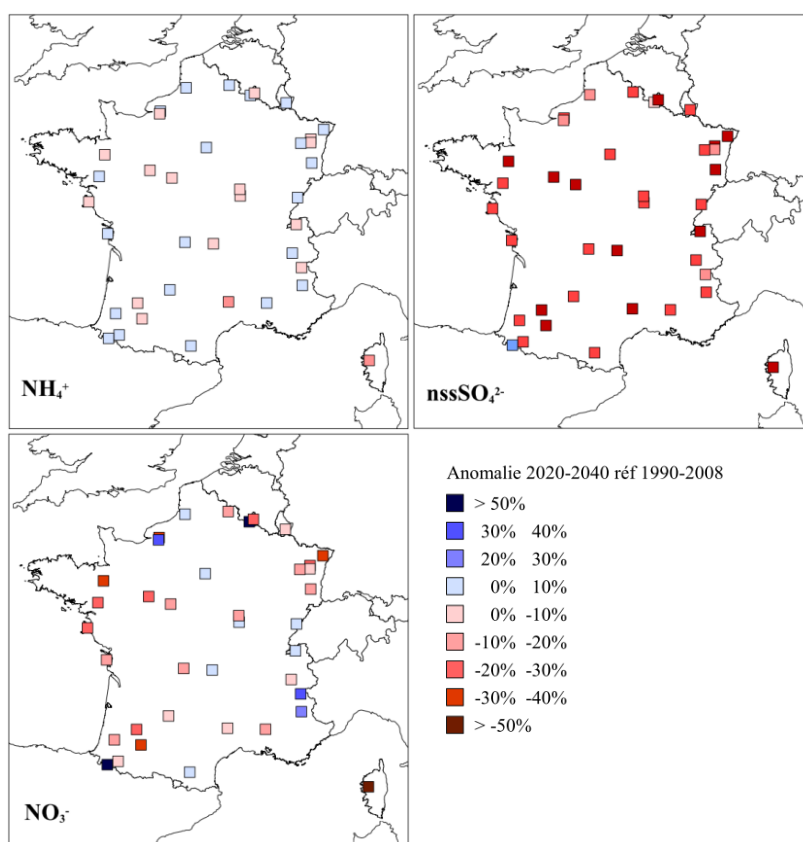 NH₄⁺
nssSO₄²⁻
NO₃⁻
Anomalie 2020-2040 réf 1990-2008
> 50%
30% 40%
20% 30%
0% 10%
0% -10%
-10% -20%
-20% -30%
-30% -40%
> -50%